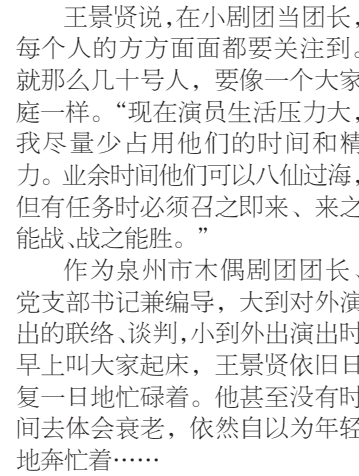 王景贤说,在小剧团当团长,
每个人的方方面面都要关注到。
就那么几十号人，要像一个大家
庭一样。“现在演员生活压力大,
我尽量少占用他们的时间和精
力。业余时间他们可以八仙过海,
但有任务时必须召之即来、来之
能战、战之能胜。”
作为泉州市木偶剧团团长、
党支部书记兼编导，大到对外演
出的联络、谈判,小到外出演出时
早上叫大家起床，王景贤依旧日
复一日地忙碌着。他甚至没有时
间去体会衰老，依然自以为年轻
地奔忙着……